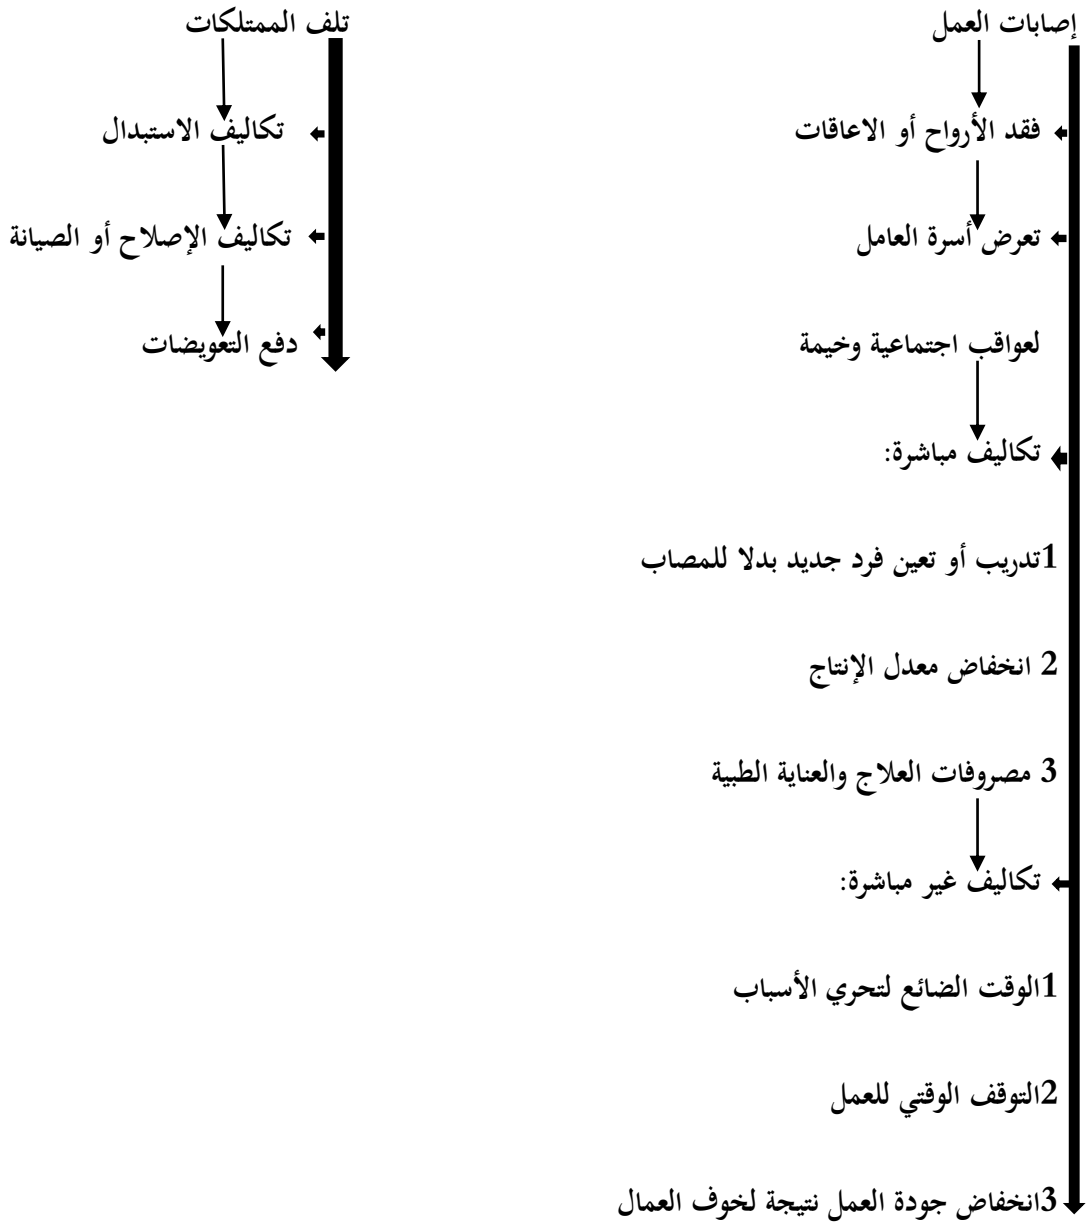 إصابات العمل
فقد الأرواح أو الاعاقات
تعرض أسرة العامل
لعواقب اجتماعية وخيمة
تكاليف مباشرة:
1تدريب أو تعين فرد جديد بدلا للمصاب
2 انخفاض معدل الإنتاج
3 مصروفات العلاج والعناية الطبية
تكاليف غير مباشرة:
1الوقت الضائع لتحري الأسباب
2التوقف الوقتي للعمل
3انخفاض جودة العمل نتيجة لخوف العمال
تلف الممتلكات
تكاليف الاستبدال
تكاليف الإصلاح أو الصيانة
دفع التعويضات